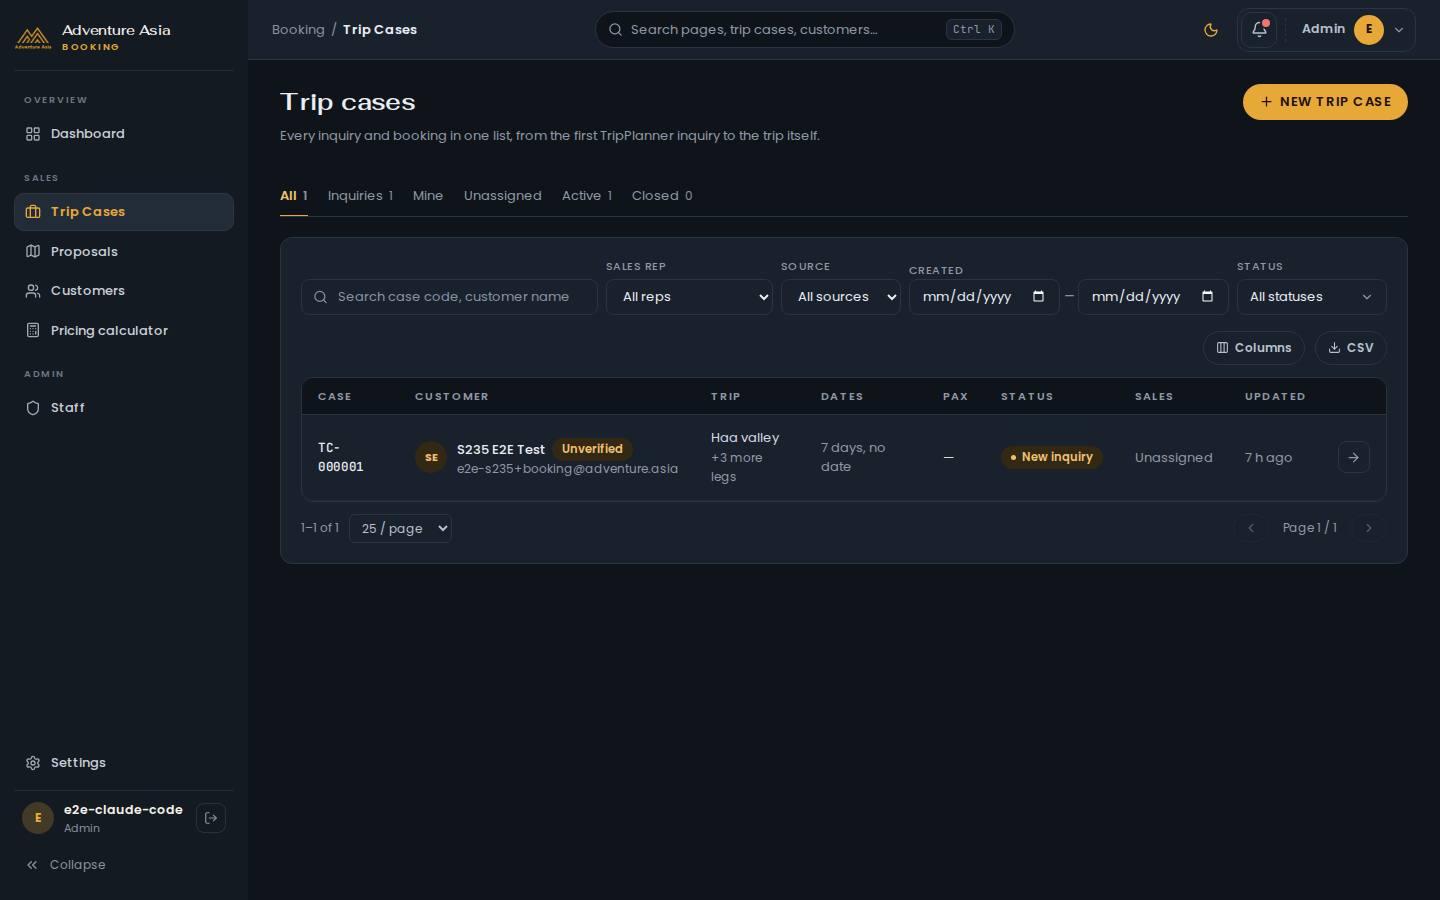 Adventure Asia
Adventure Asia
BOOKING
OVERVIEW
Dashboard
SALES
Trip Cases
Proposals
Customers
Pricing calculator
ADMIN
Staff
Settings
E
e2e-claude-code
Admin
Collapse
Booking / Trip Cases
Search pages, trip cases, customers...
Ctrl K
Admin
E
Trip cases
NEW TRIP CASE
Every inquiry and booking in one list, from the first TripPlanner inquiry to the trip itself.
All 1 Inquiries 1 Mine Unassigned Active 1 Closed 0
SALES REP SOURCE CREATED STATUS
Search case code, customer name All reps All sources mm/dd/yyyy – mm/dd/yyyy All statuses
Columns CSV
CASE CUSTOMER TRIP DATES PAX STATUS SALES UPDATED
TC-
000001
SE
S235 E2E Test Unverified
e2e-s235+booking@adventure.asia
Haa valley
+3 more
legs
7 days, no
date
—
New inquiry
Unassigned
7 h ago
1–1 of 1 25 / page
Page 1 / 1